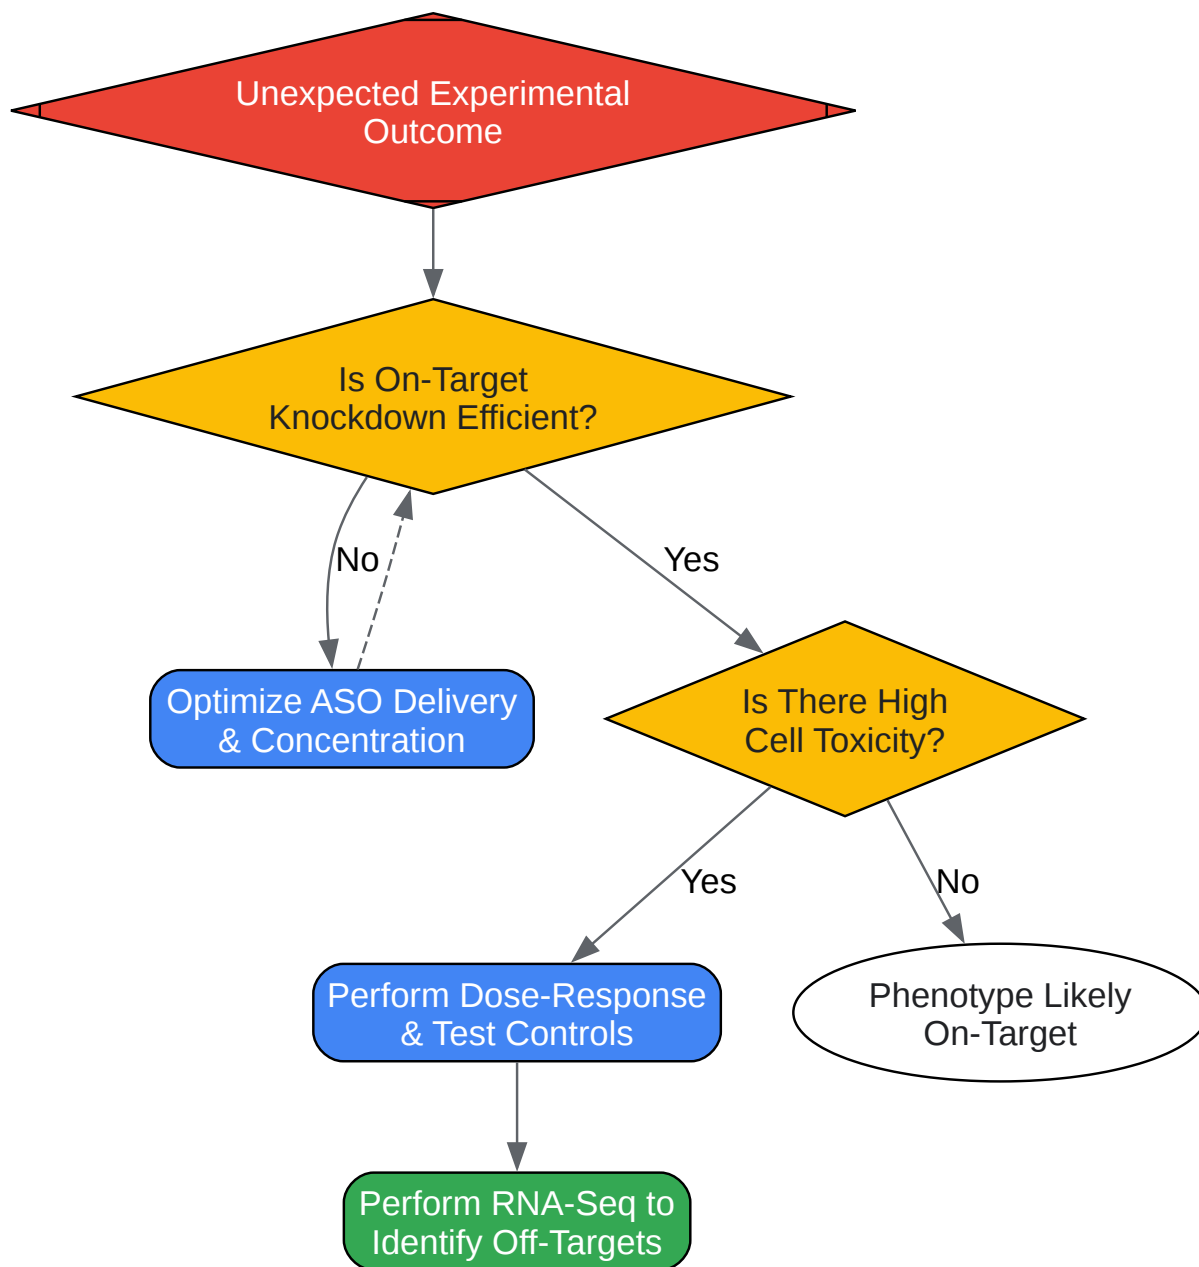 Unexpected Experimental
Outcome
Is On-Target
Knockdown Efficient?
No
Yes
Optimize ASO Delivery
& Concentration
Is There High
Cell Toxicity?
Yes
No
Perform Dose-Response
& Test Controls
Phenotype Likely
On-Target
Perform RNA-Seq to
Identify Off-Targets